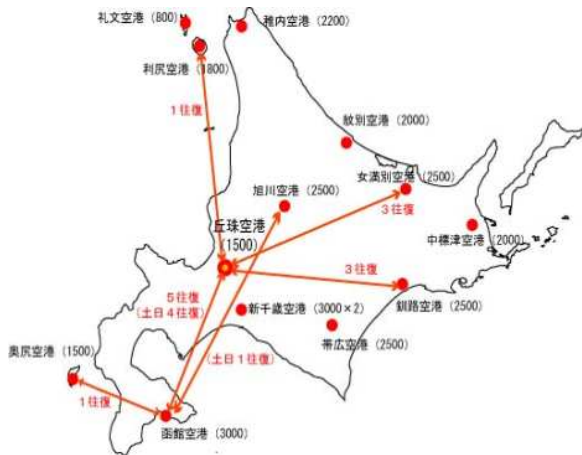 礼文空港（800）
稚内空港（2200）
利尻空港（1800）
1往復
紋別空港（2000）
女満別空港（2500）
旭川空港（2500）
3往復
丘珠空港
（1500）
中標津空港（2000）
3往復
5往復
（土日4往復）
新千歳空港（3000×2）
釧路空港
（2500）
帯広空港（2500）
奥尻空港（1500）
（土日1往復）
1往復
函館空港（3000）